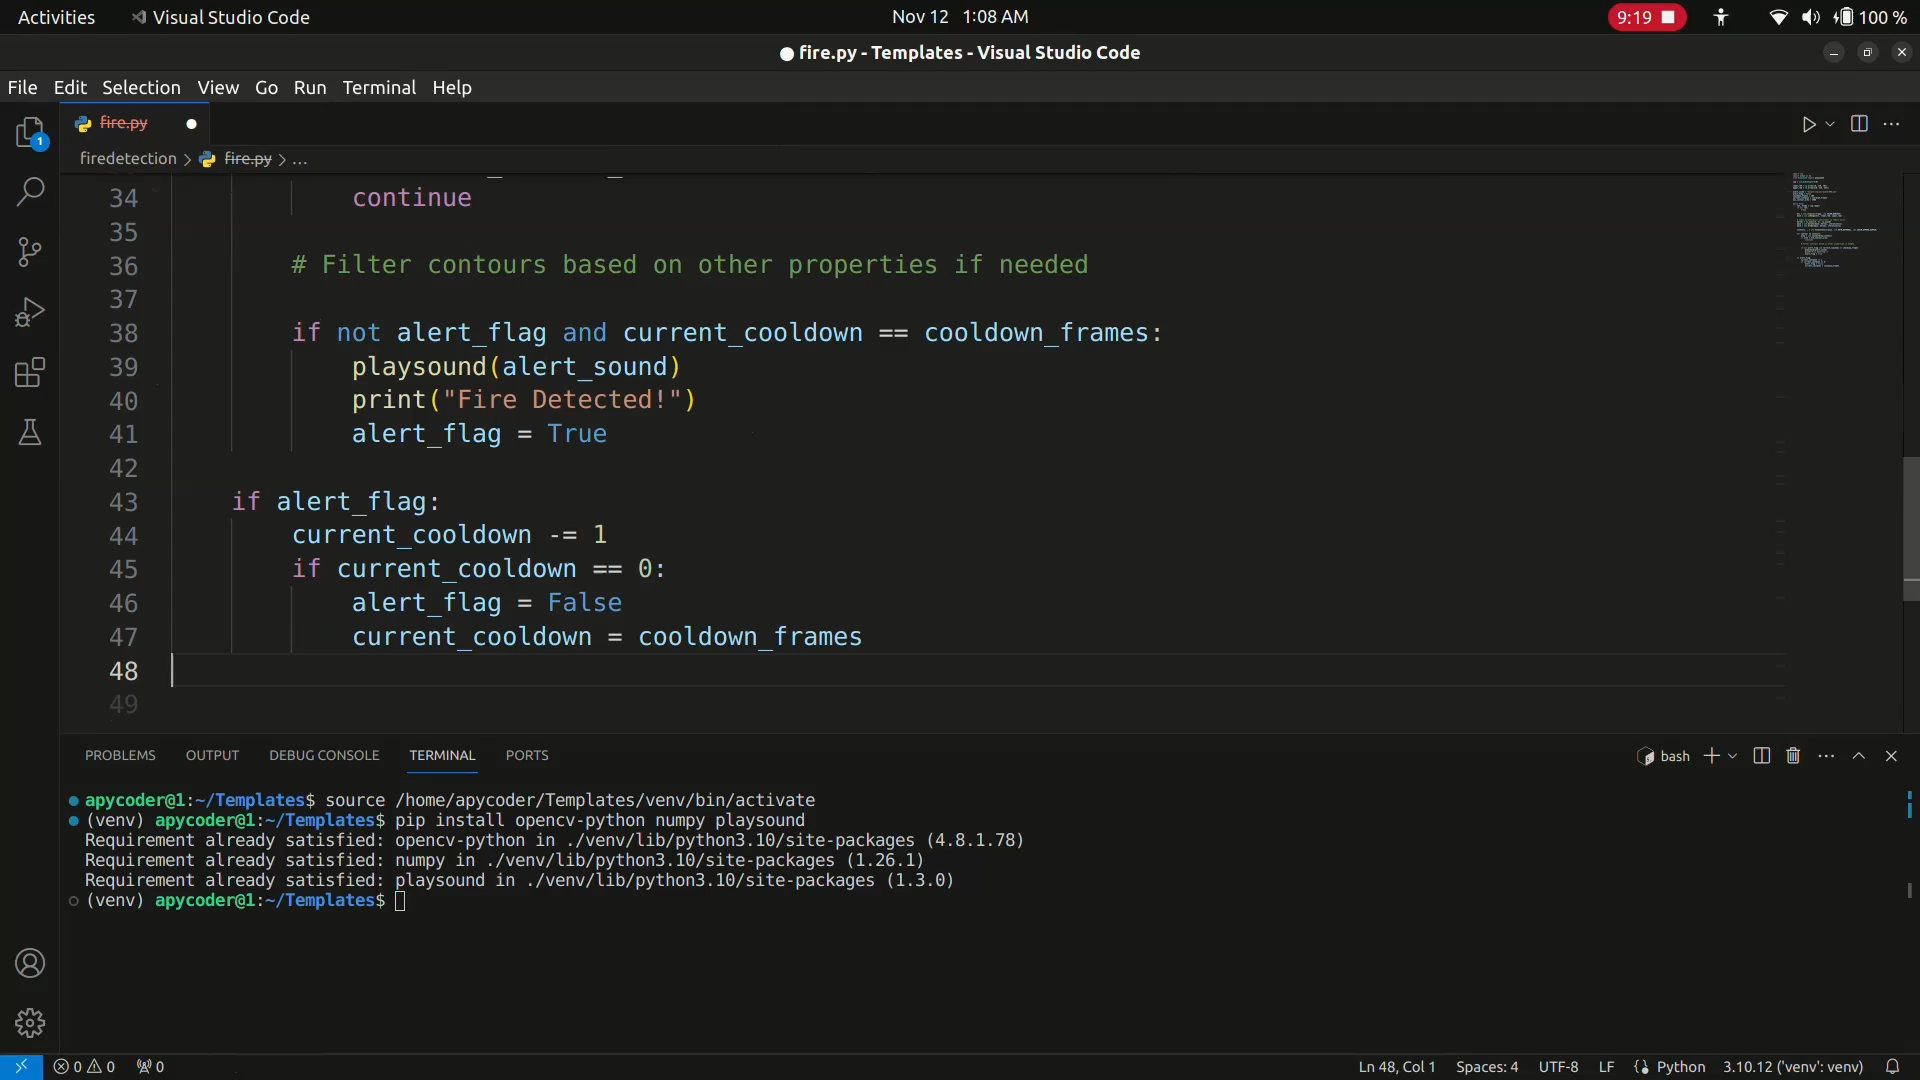 Activities Visual Studio Code Nov 12 1:08 AM 9:19 100 %
fire.py - Templates - Visual Studio Code
File Edit Selection View Go Run Terminal Help
1 fire.py
firedetection > fire.py > ...
34 continue
35
36 # Filter contours based on other properties if needed
37
38 if not alert_flag and current_cooldown == cooldown_frames:
39 playsound(alert_sound)
40 print("Fire Detected!")
41 alert_flag = True
42
43 if alert_flag:
44 current_cooldown -= 1
45 if current_cooldown == 0:
46 alert_flag = False
47 current_cooldown = cooldown_frames
48
49
PROBLEMS OUTPUT DEBUG CONSOLE TERMINAL PORTS bash
apycoder@1:~/Templates$ source /home/apycoder/Templates/venv/bin/activate
(venv) apycoder@1:~/Templates$ pip install opencv-python numpy playsound
Requirement already satisfied: opencv-python in ./venv/lib/python3.10/site-packages (4.8.1.78)
Requirement already satisfied: numpy in ./venv/lib/python3.10/site-packages (1.26.1)
Requirement already satisfied: playsound in ./venv/lib/python3.10/site-packages (1.3.0)
(venv) apycoder@1:~/Templates$
0 0 0 Ln 48, Col 1 Spaces: 4 UTF-8 LF Python 3.10.12 ('venv': venv)